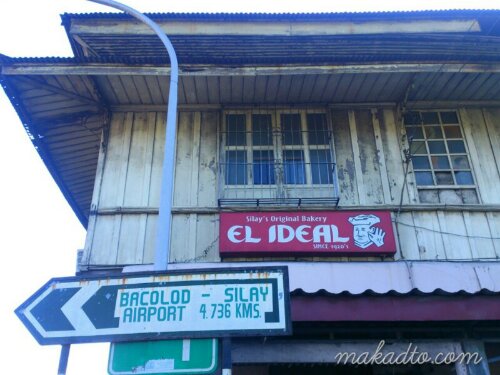 Silay's Original Bakery
EL IDEAL
SINCE 1920's
BACOLOD - SILAY
AIRPORT 4.736 KMS.
makadto.com